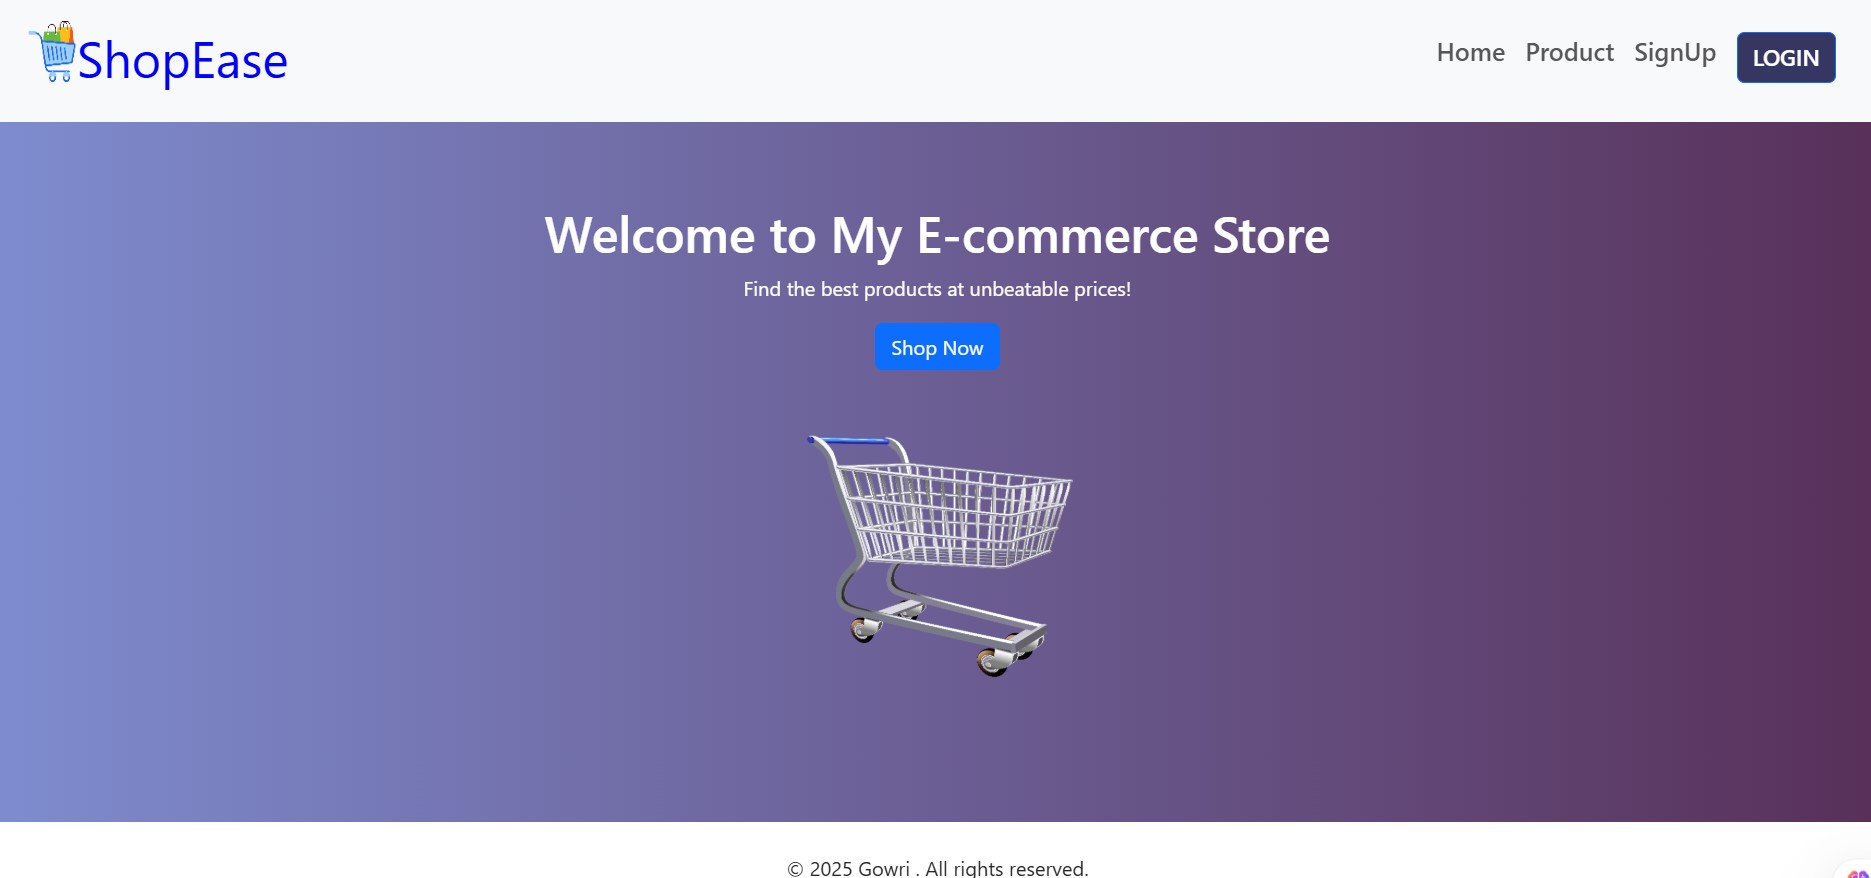 ShopEase
Home Product SignUp LOGIN
Welcome to My E-commerce Store
Find the best products at unbeatable prices!
Shop Now
© 2025 Gowri . All rights reserved.